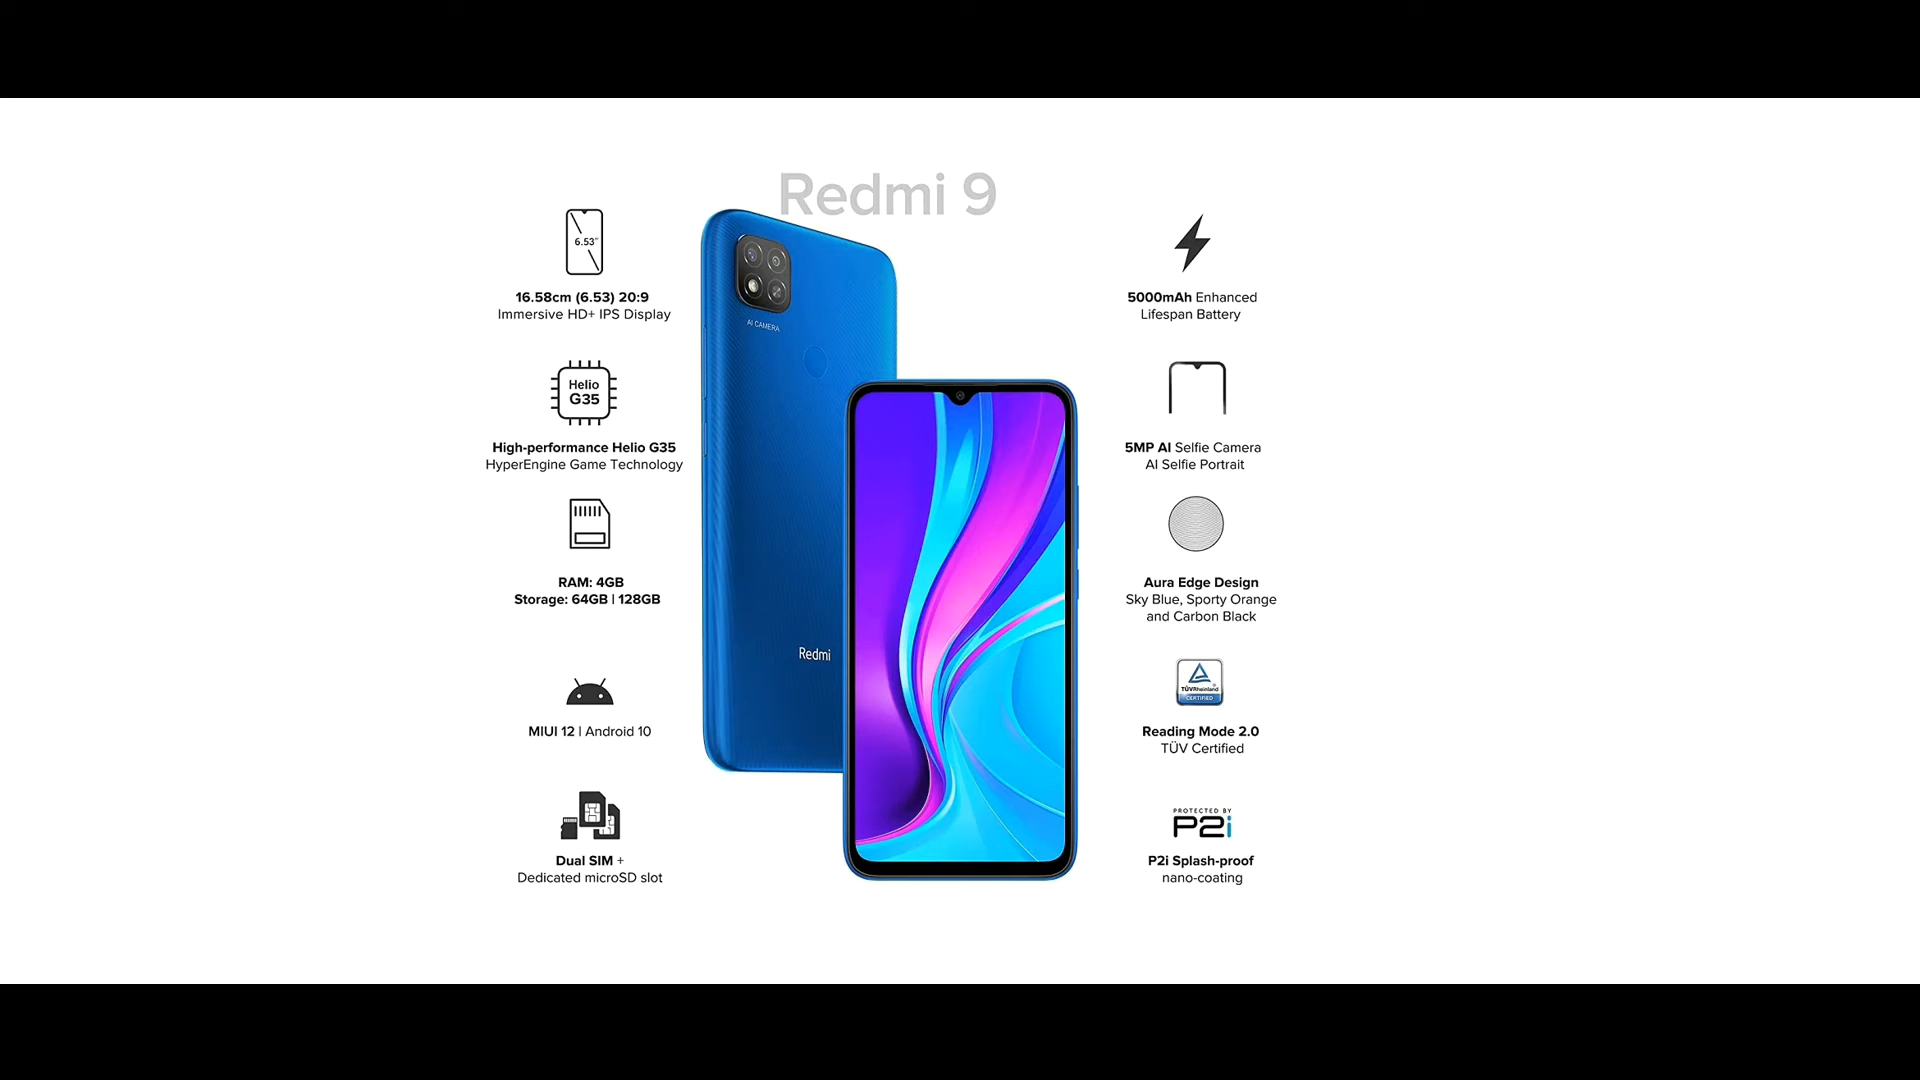 Redmi 9
6.53"
16.58cm (6.53) 20:9
Immersive HD+ IPS Display
Helio
G35
High-performance Helio G35
HyperEngine Game Technology
RAM: 4GB
Storage: 64GB | 128GB
MIUI 12 | Android 10
Dual SIM +
Dedicated microSD slot
AI CAMERA
Redmi
5000mAh Enhanced
Lifespan Battery
5MP AI Selfie Camera
AI Selfie Portrait
Aura Edge Design
Sky Blue, Sporty Orange
and Carbon Black
TÜVRheinland
CERTIFIED
Reading Mode 2.0
TÜV Certified
PROTECTED BY
P2i
P2i Splash-proof
nano-coating